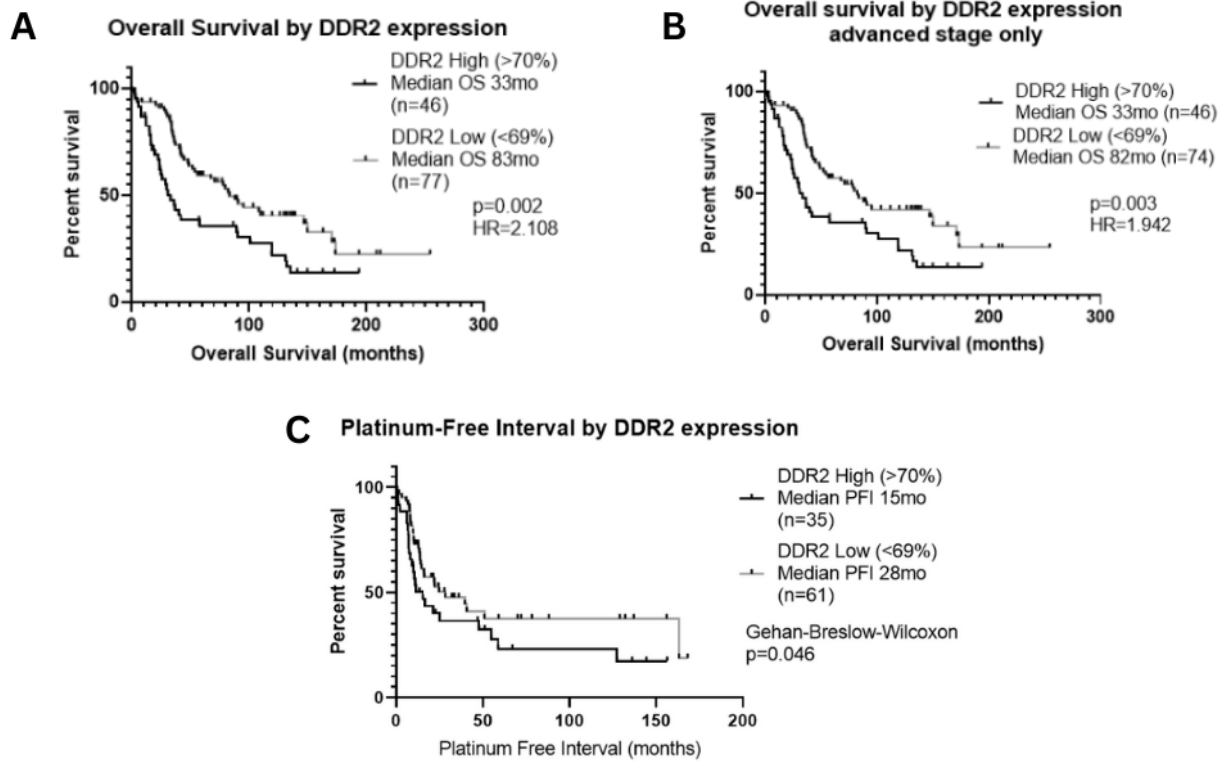 A
Overall Survival by DDR2 expression
DDR2 High (>70%)
Median OS 33mo
(n=46)
DDR2 Low (<69%)
Median OS 83mo
(n=77)
p=0.002
HR=2.108
Percent survival
100
50
0
0 100 200 300
Overall Survival (months)
B
Overall survival by DDR2 expression
advanced stage only
DDR2 High (>70%)
Median OS 33mo (n=46)
DDR2 Low (<69%)
Median OS 82mo (n=74)
p=0.003
HR=1.942
Percent survival
100
50
0
0 100 200 300
Overall Survival (months)
C
Platinum-Free Interval by DDR2 expression
DDR2 High (>70%)
Median PFI 15mo
(n=35)
DDR2 Low (<69%)
Median PFI 28mo
(n=61)
Gehan-Breslow-Wilcoxon
p=0.046
Percent survival
100
50
0
0 50 100 150 200
Platinum Free Interval (months)